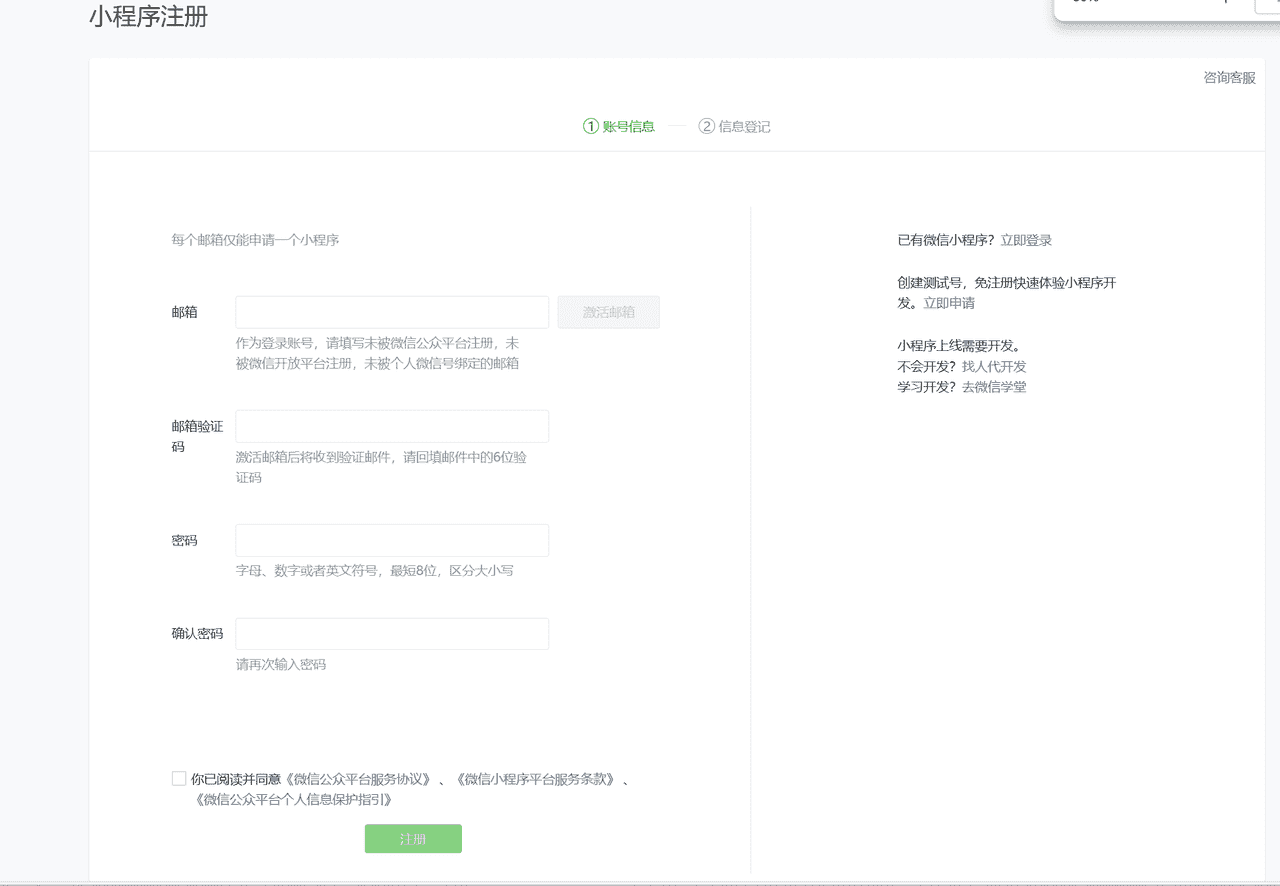 小程序注册
咨询客服
① 账号信息 — ② 信息登记
每个邮箱仅能申请一个小程序
邮箱
激活邮箱
作为登录账号，请填写未被微信公众平台注册，未
被微信开放平台注册，未被个人微信号绑定的邮箱
邮箱验证
码
激活邮箱后将收到验证邮件，请回填邮件中的6位验
证码
密码
字母、数字或者英文符号，最短8位，区分大小写
确认密码
请再次输入密码
你已阅读并同意《微信公众平台服务协议》、《微信小程序平台服务条款》、
《微信公众平台个人信息保护指引》
注册
已有微信小程序？立即登录
创建测试号，免注册快速体验小程序开
发。立即申请
小程序上线需要开发。
不会开发？找人代开发
学习开发？去微信学堂